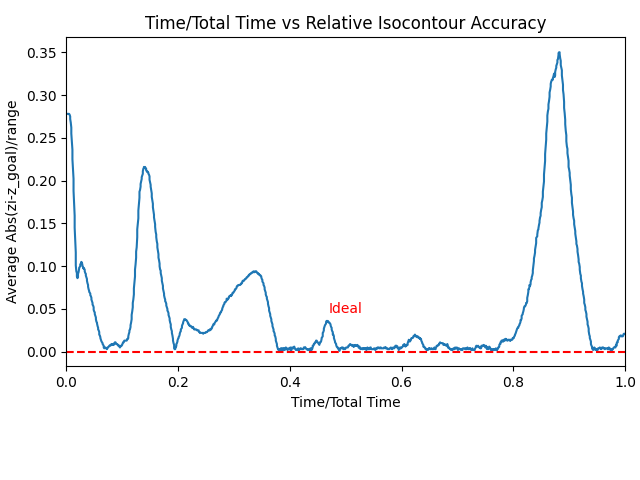 Time/Total Time vs Relative Isocontour Accuracy
Average Abs(zi-z_goal)/range
0.35
0.30
0.25
0.20
0.15
0.10
0.05
0.00
Ideal
0.0 0.2 0.4 0.6 0.8 1.0
Time/Total Time